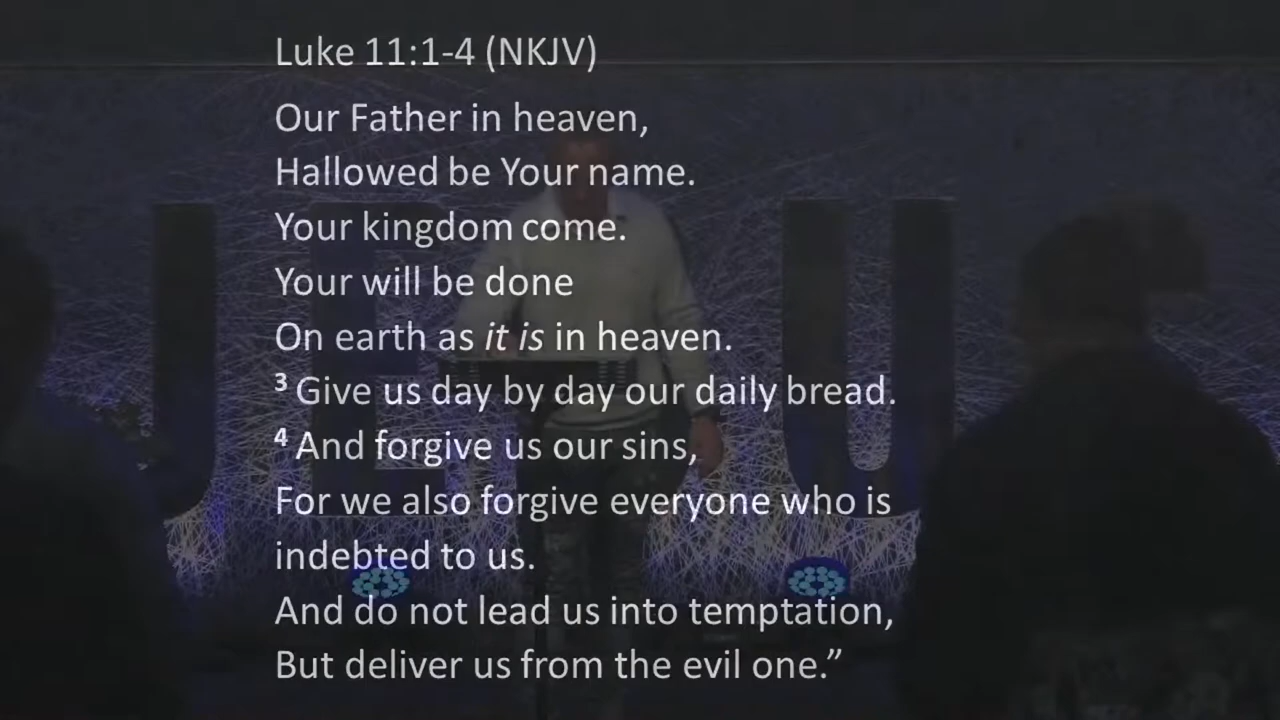 Luke 11:1-4 (NKJV)
Our Father in heaven,
Hallowed be Your name.
Your kingdom come.
Your will be done
On earth as it is in heaven.
3 Give us day by day our daily bread.
4 And forgive us our sins,
For we also forgive everyone who is
indebted to us.
And do not lead us into temptation,
But deliver us from the evil one.”